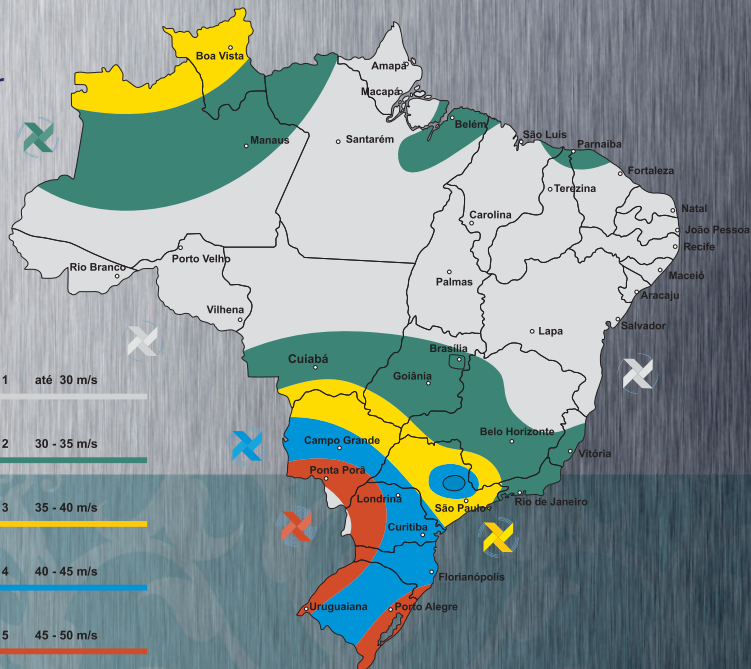 Boa Vista
Amapá
Macapá
Belém
São Luís
Parnaíba
Manaus
Santarém
Fortaleza
Terezina
Carolina
Natal
João Pessoa
Recife
Porto Velho
Rio Branco
Maceió
Palmas
Aracaju
Vilhena
Salvador
Lapa
Brasília
Cuiabá
Goiânia
1 até 30 m/s
2 30 - 35 m/s
3 35 - 40 m/s
4 40 - 45 m/s
5 45 - 50 m/s
Belo Horizonte
Campo Grande
Vitória
Ponta Porã
Londrina
São Paulo
Rio de Janeiro
Curitiba
Florianópolis
Uruguaiana
Porto Alegre